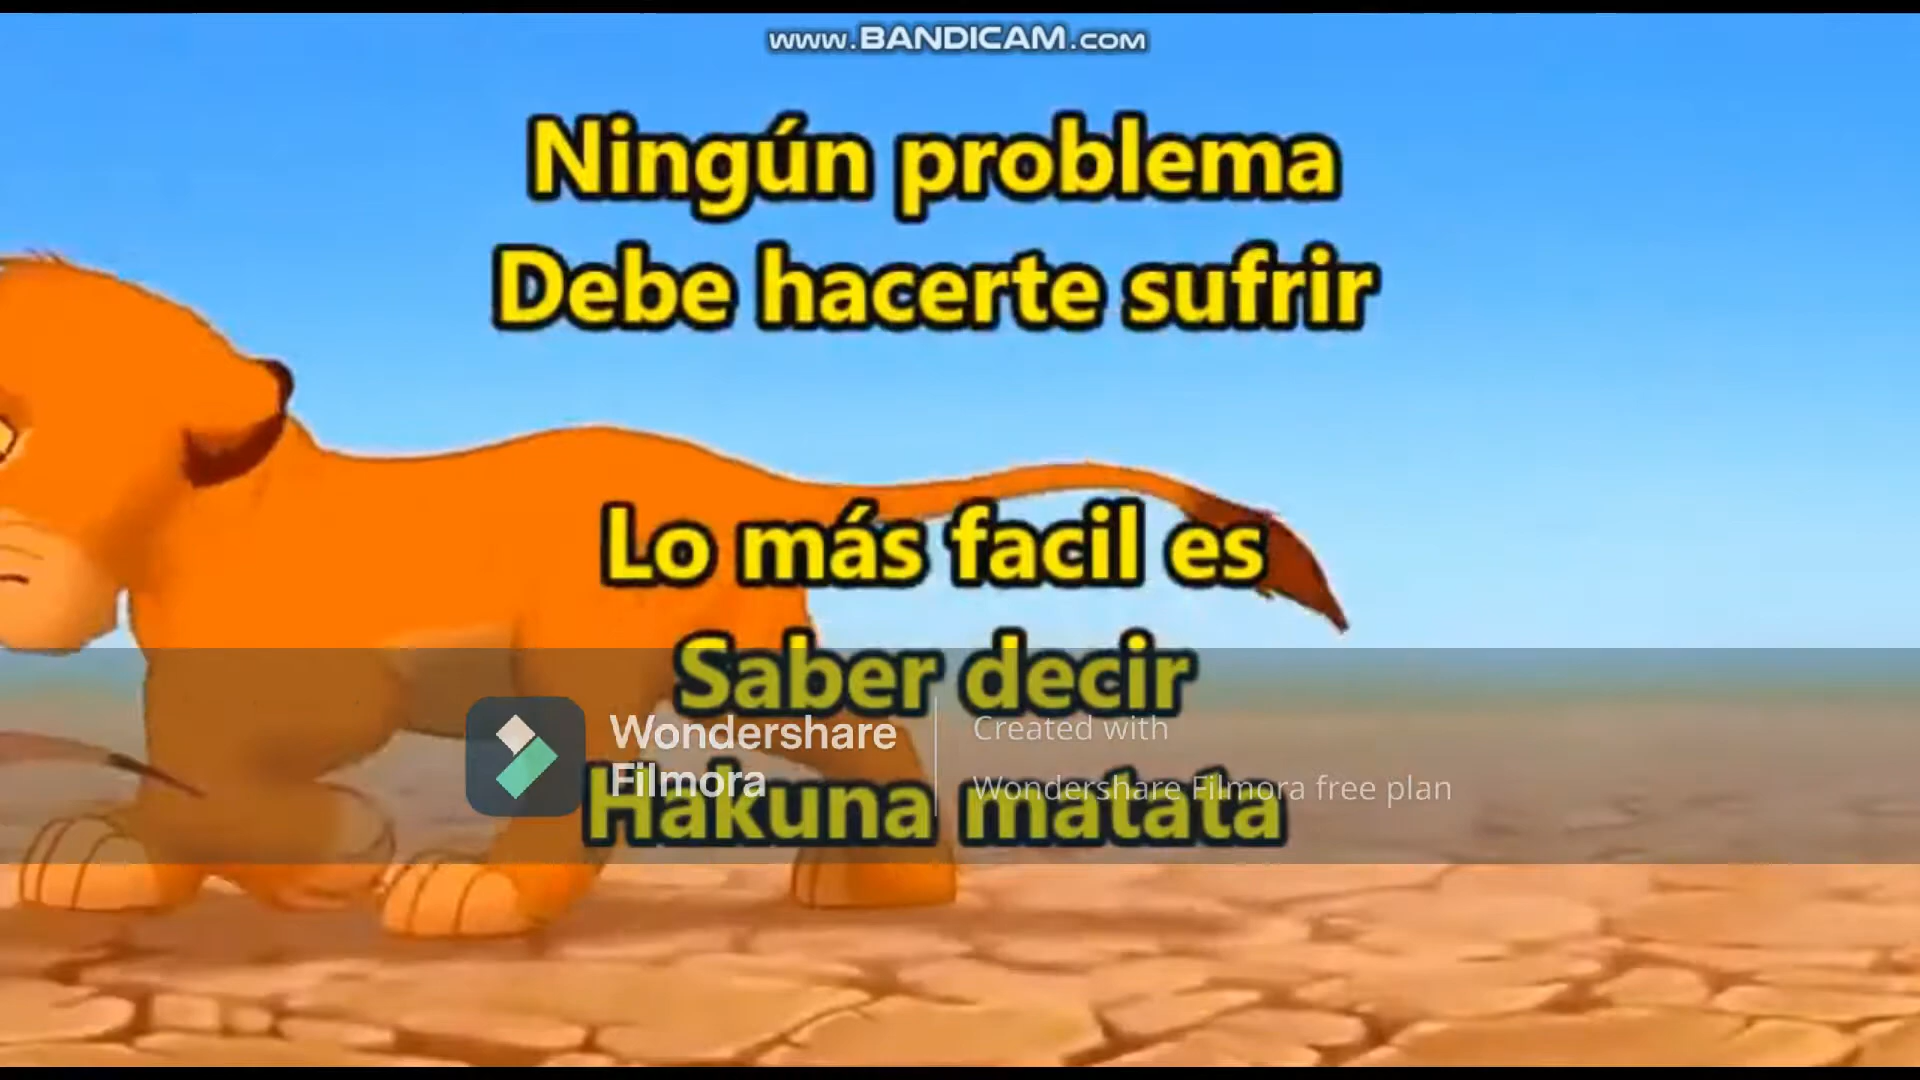 www.BANDICAM.com
Ningún problema
Debe hacerte sufrir
Lo más facil es
Saber decir
Hakuna matata
Wondershare
Filmora
Created with
Wondershare Filmora free plan